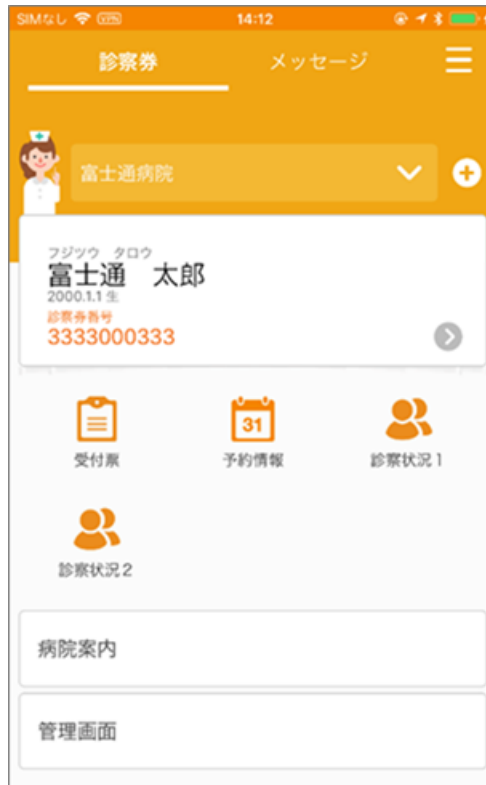 SIMなし VPN 14:12
診察券 メッセージ
富士通病院
フジツウ タロウ
富士通 太郎
2000.1.1 生
診察券番号
3333000333
31
受付票 予約情報 診察状況1
診察状況2
病院案内
管理画面